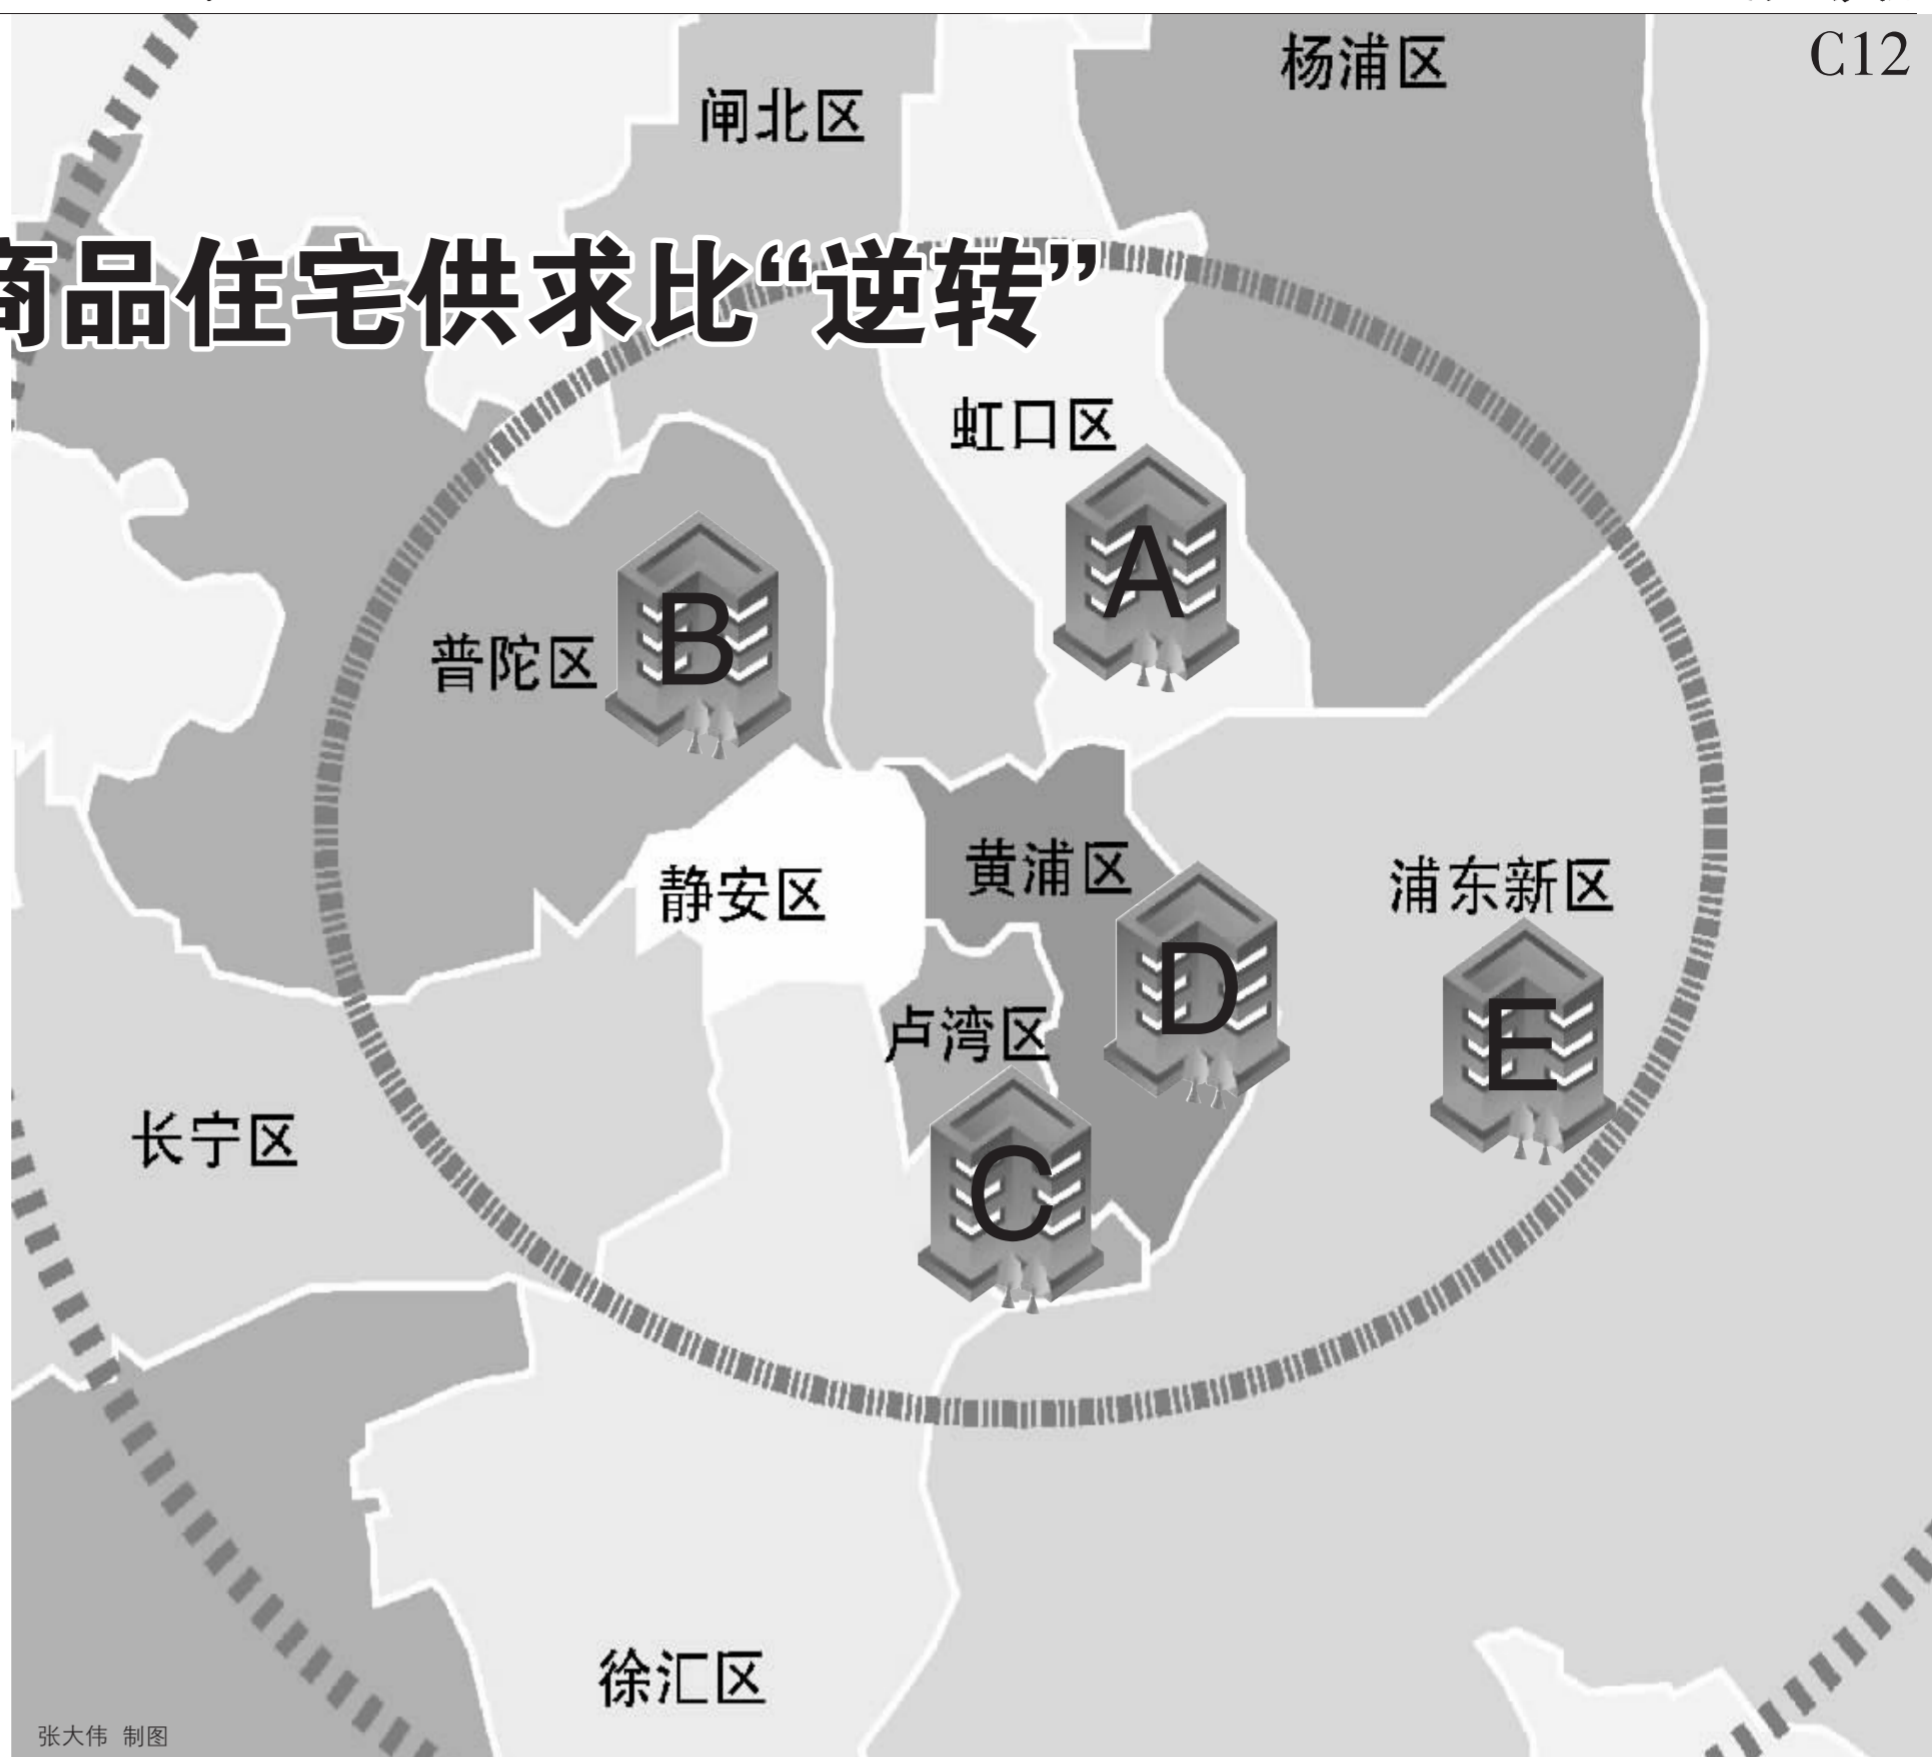 C12
杨浦区
闸北区
商品住宅供求比“逆转”
虹口区
A
B
普陀区
黄浦区
静安区
浦东新区
D
E
卢湾区
长宁区
C
徐汇区
张大伟 制图